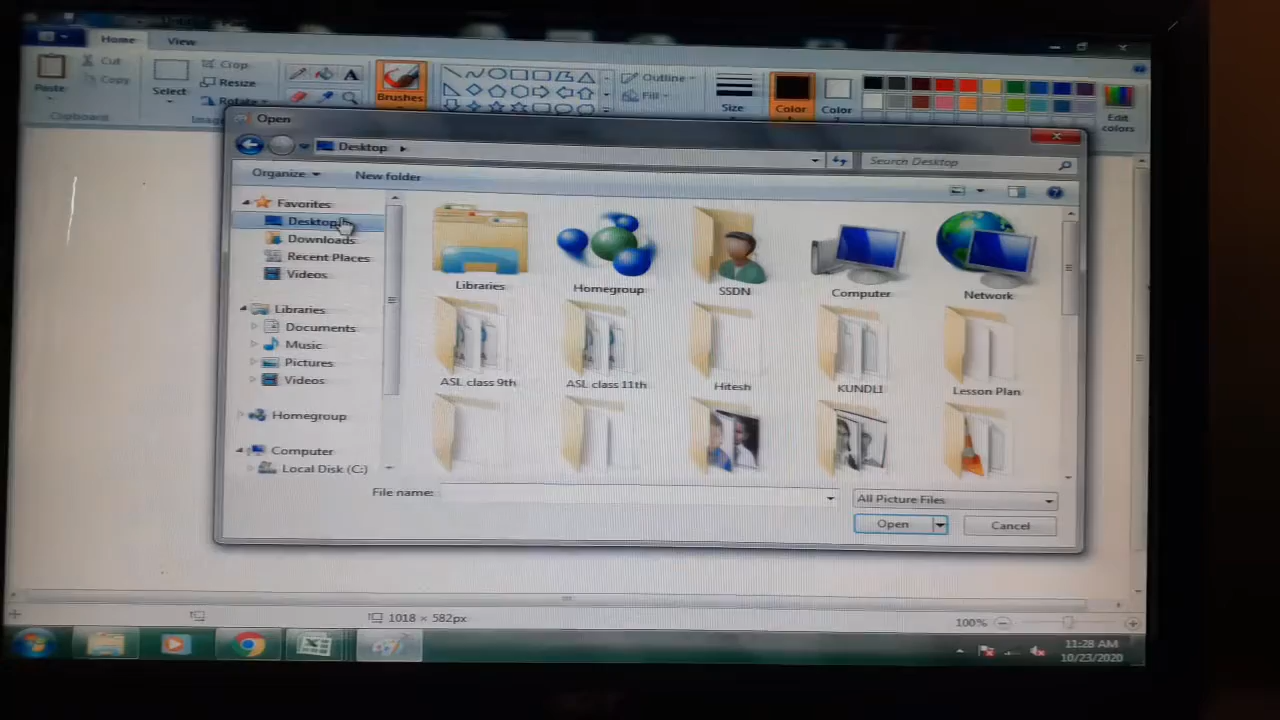 Home
View
Cut
Copy
Paste
Clipboard
Crop
Resize
Rotate
Select
Brushes
Outline
Fill
Size
Color
Color
Edit
colors
Open
Desktop
Search Desktop
Organize
New folder
Favorites
Desktop
Downloads
Recent Places
Videos
Libraries
Documents
Music
Pictures
Videos
Homegroup
Computer
Local Disk (C:)
Libraries
Homegroup
SSDN
Computer
Network
ASL class 9th
ASL class 11th
Hitesh
KUNDLI
Lesson Plan
File name:
All Picture Files
Open
Cancel
1018 × 582px
100%
11:28 AM
10/23/2020